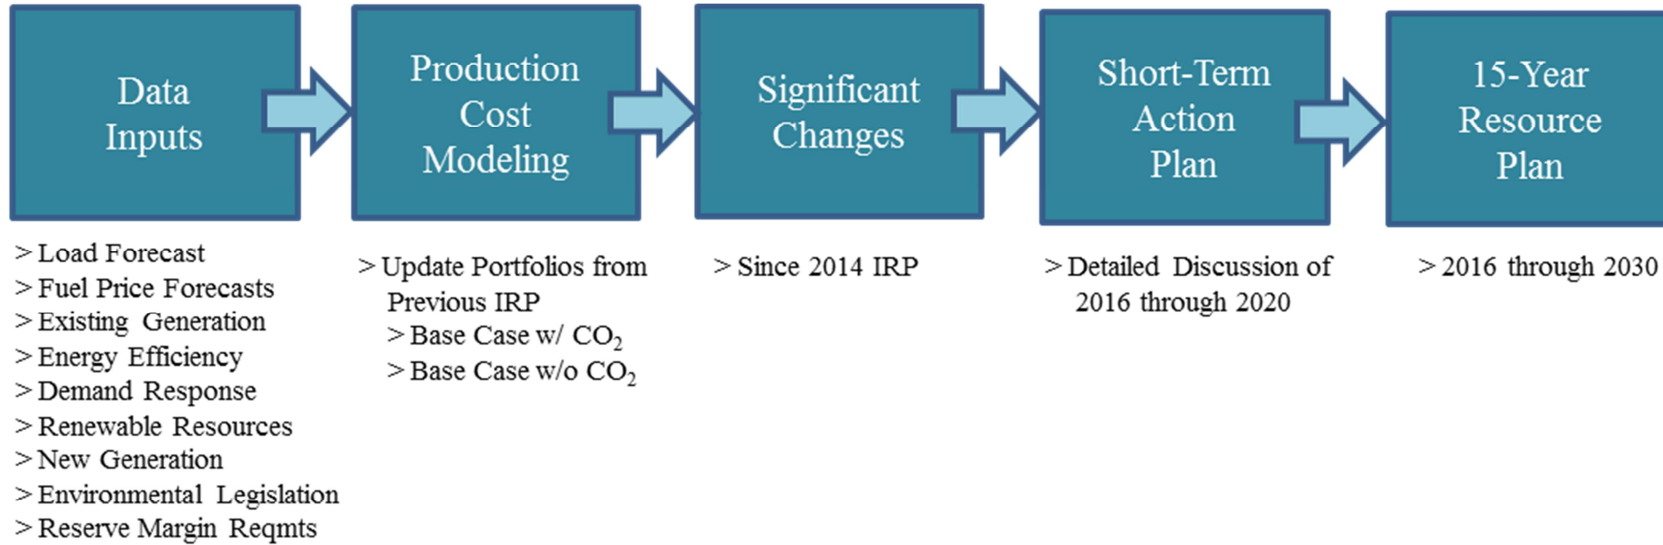 Data
Inputs
Production
Cost
Modeling
Significant
Changes
Short-Term
Action
Plan
15-Year
Resource
Plan
> Load Forecast
> Fuel Price Forecasts
> Existing Generation
> Energy Efficiency
> Demand Response
> Renewable Resources
> New Generation
> Environmental Legislation
> Reserve Margin Reqmts
> Update Portfolios from
Previous IRP
> Base Case w/ CO₂
> Base Case w/o CO₂
> Since 2014 IRP
> Detailed Discussion of
2016 through 2020
> 2016 through 2030